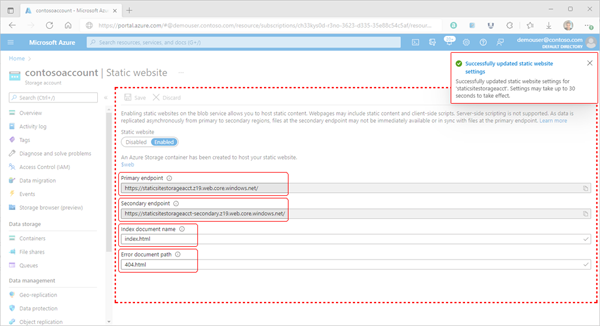 contosoaccount - Microsoft Azure
https://portal.azure.com/#@demouser.contoso.com/resource/subscriptions/
Microsoft Azure
Search resources, services, and docs (G+/)
demouser@contoso.com
DEFAULT DIRECTORY
Home
contosoaccount | Static website
Storage account
Successfully updated static website
settings
Successfully updated static website settings for
'staticsitestorageacct'. Settings may take up to 30
seconds to take effect.
Search (Ctrl+/)
Save
Discard
Overview
Activity log
Tags
Diagnose and solve problems
Access Control (IAM)
Data migration
Events
Storage browser (preview)
Data storage
Containers
File shares
Queues
Data management
Geo-replication
Data protection
Object replication
Enabling static websites on the blob service allows you to host static content. Webpages may include static content and client-side scripts. Server-side scripting is not supported. As data is
replicated asynchronously from primary to secondary regions, files at the secondary endpoint may not be immediately available or in sync with files at the primary endpoint. Learn more
Static website
Disabled
Enabled
An Azure Storage container has been created to host your static website.
$web
Primary endpoint
https://staticsitestorageacct.z19.web.core.windows.net/
Secondary endpoint
https://staticsitestorageacct-secondary.z19.web.core.windows.net/
Index document name
index.html
Error document path
404.html